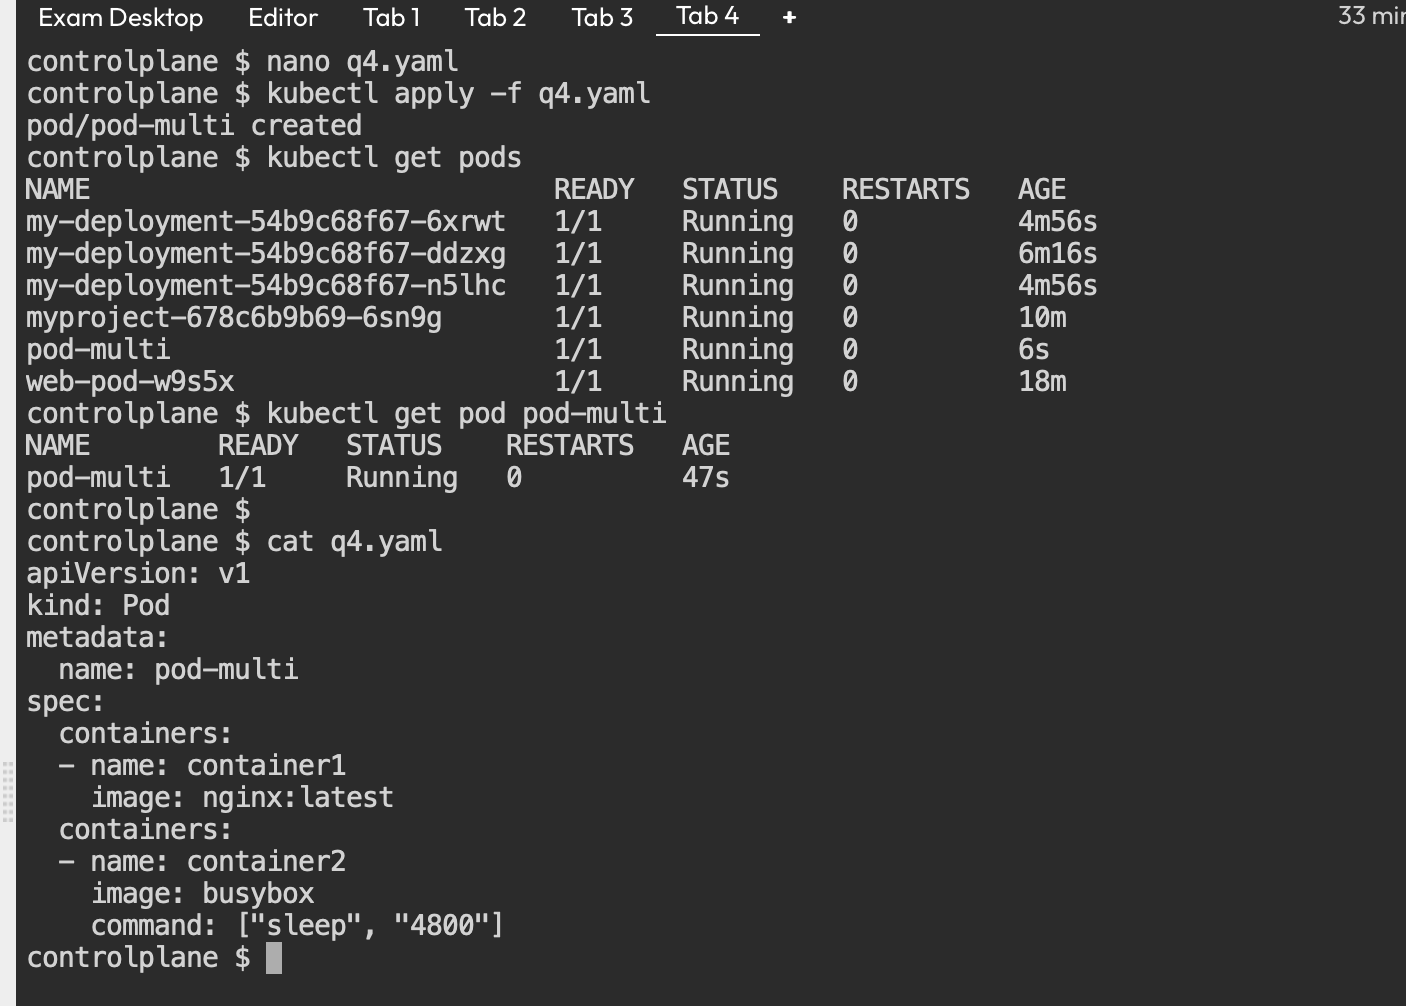 Exam Desktop Editor Tab 1 Tab 2 Tab 3 Tab 4 + 33 min
controlplane $ nano q4.yaml
controlplane $ kubectl apply -f q4.yaml
pod/pod-multi created
controlplane $ kubectl get pods
NAME READY STATUS RESTARTS AGE
my-deployment-54b9c68f67-6xrwt 1/1 Running 0 4m56s
my-deployment-54b9c68f67-ddzxg 1/1 Running 0 6m16s
my-deployment-54b9c68f67-n5lhc 1/1 Running 0 4m56s
myproject-678c6b9b69-6sn9g 1/1 Running 0 10m
pod-multi 1/1 Running 0 6s
web-pod-w9s5x 1/1 Running 0 18m
controlplane $ kubectl get pod pod-multi
NAME READY STATUS RESTARTS AGE
pod-multi 1/1 Running 0 47s
controlplane $
controlplane $ cat q4.yaml
apiVersion: v1
kind: Pod
metadata:
  name: pod-multi
spec:
  containers:
  - name: container1
    image: nginx:latest
  containers:
  - name: container2
    image: busybox
    command: ["sleep", "4800"]
controlplane $